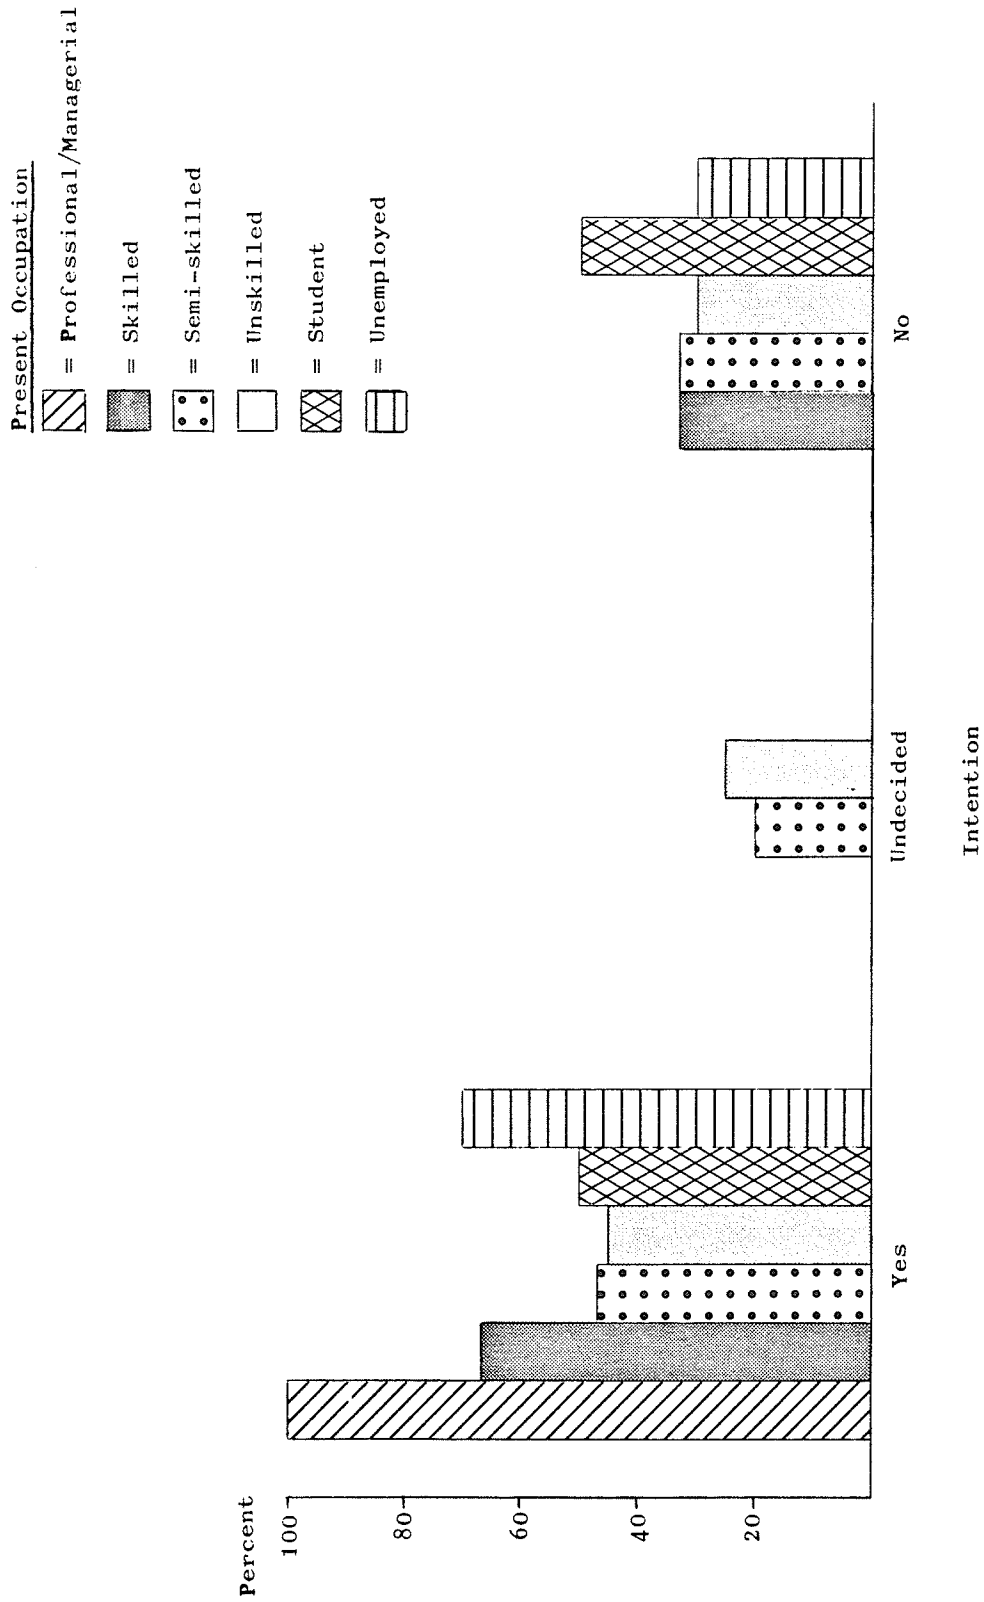 Present Occupation
= Professional/Managerial
= Skilled
= Semi-skilled
= Unskilled
= Student
= Unemployed
Percent
100
80
60
40
20
Yes
Undecided
No
Intention